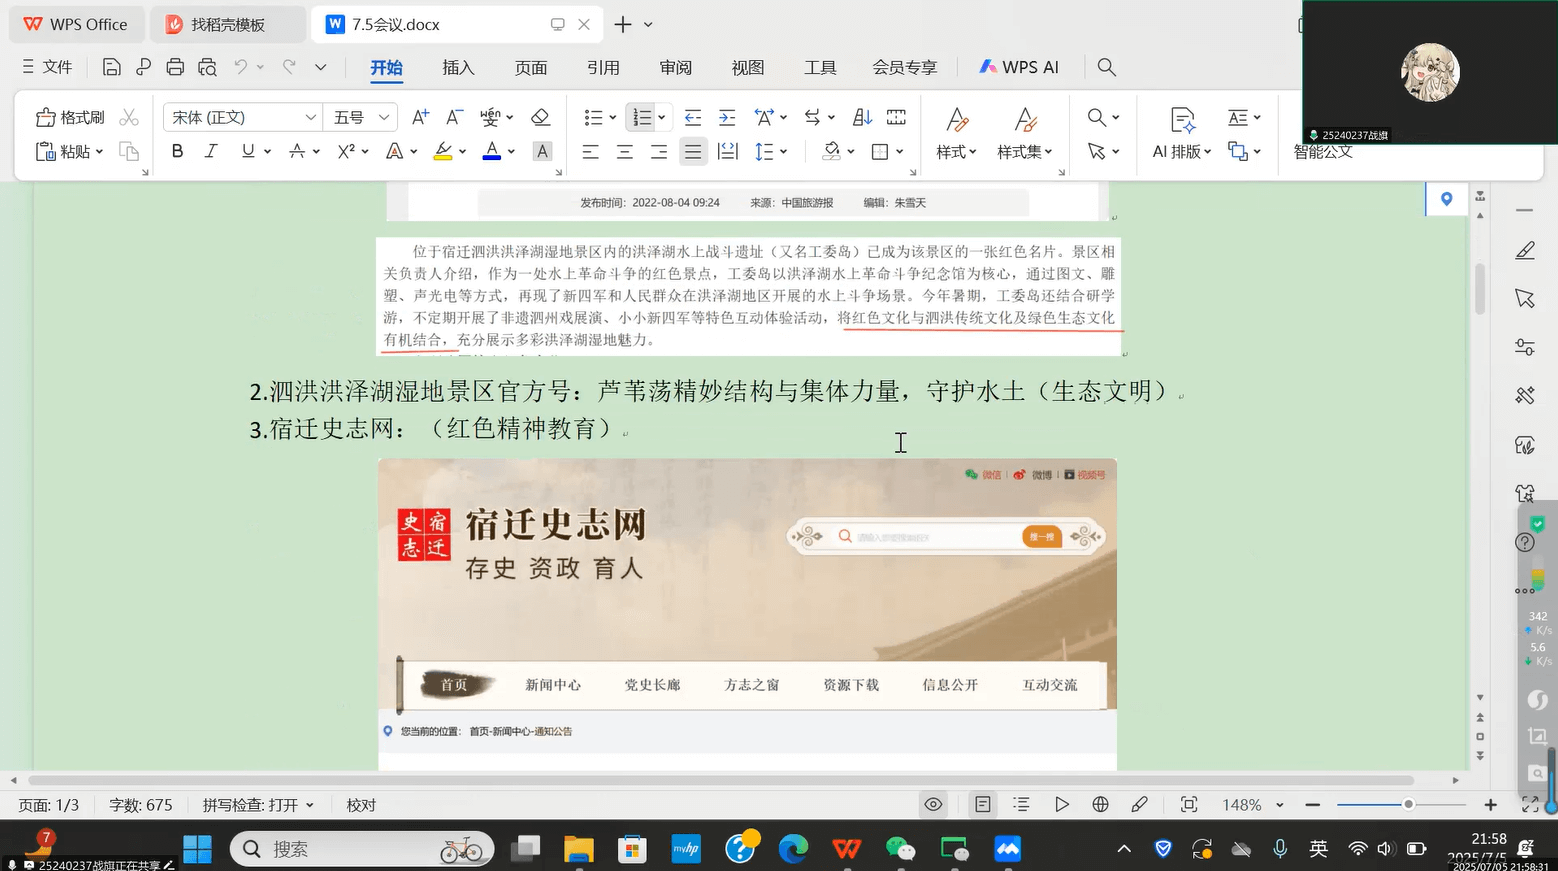 WPS Office
找稻壳模板
7.5会议.docx
文件
开始
插入
页面
引用
审阅
视图
工具
会员专享
WPS AI
格式刷
宋体 (正文)
五号
粘贴
样式
样式集
AI 排版
智能公文
25240237战旗
发布时间：2022-08-04 09:24 来源：中国旅游报 编辑：朱雪天
位于宿迁泗洪洪泽湖湿地景区内的洪泽湖水上战斗遗址（又名工委岛）已成为该景区的一张红色名片。景区相
关负责人介绍，作为一处水上革命斗争的红色景点，工委岛以洪泽湖水上革命斗争纪念馆为核心，通过图文、雕
塑、声光电等方式，再现了新四军和人民群众在洪泽湖地区开展的水上斗争场景。今年暑期，工委岛还结合研学
游，不定期开展了非遗泗州戏展演、小小新四军等特色互动体验活动，将红色文化与泗洪传统文化及绿色生态文化
有机结合，充分展示多彩洪泽湖湿地魅力。
2.泗洪洪泽湖湿地景区官方号：芦苇荡精妙结构与集体力量，守护水土（生态文明）
3.宿迁史志网：（红色精神教育）
微信 微博 视频号
史宿
志迁
宿迁史志网
存史 资政 育人
搜一搜
首页 新闻中心 党史长廊 方志之窗 资源下载 信息公开 互动交流
您当前的位置： 首页-新闻中心-通知公告
342
K/s
5.6
K/s
页面: 1/3
字数: 675
拼写检查: 打开
校对
148%
7
搜索
myhp
英
21:58
2025/7/5
25240237战旗正在共享
2025/07/05 21:58:31